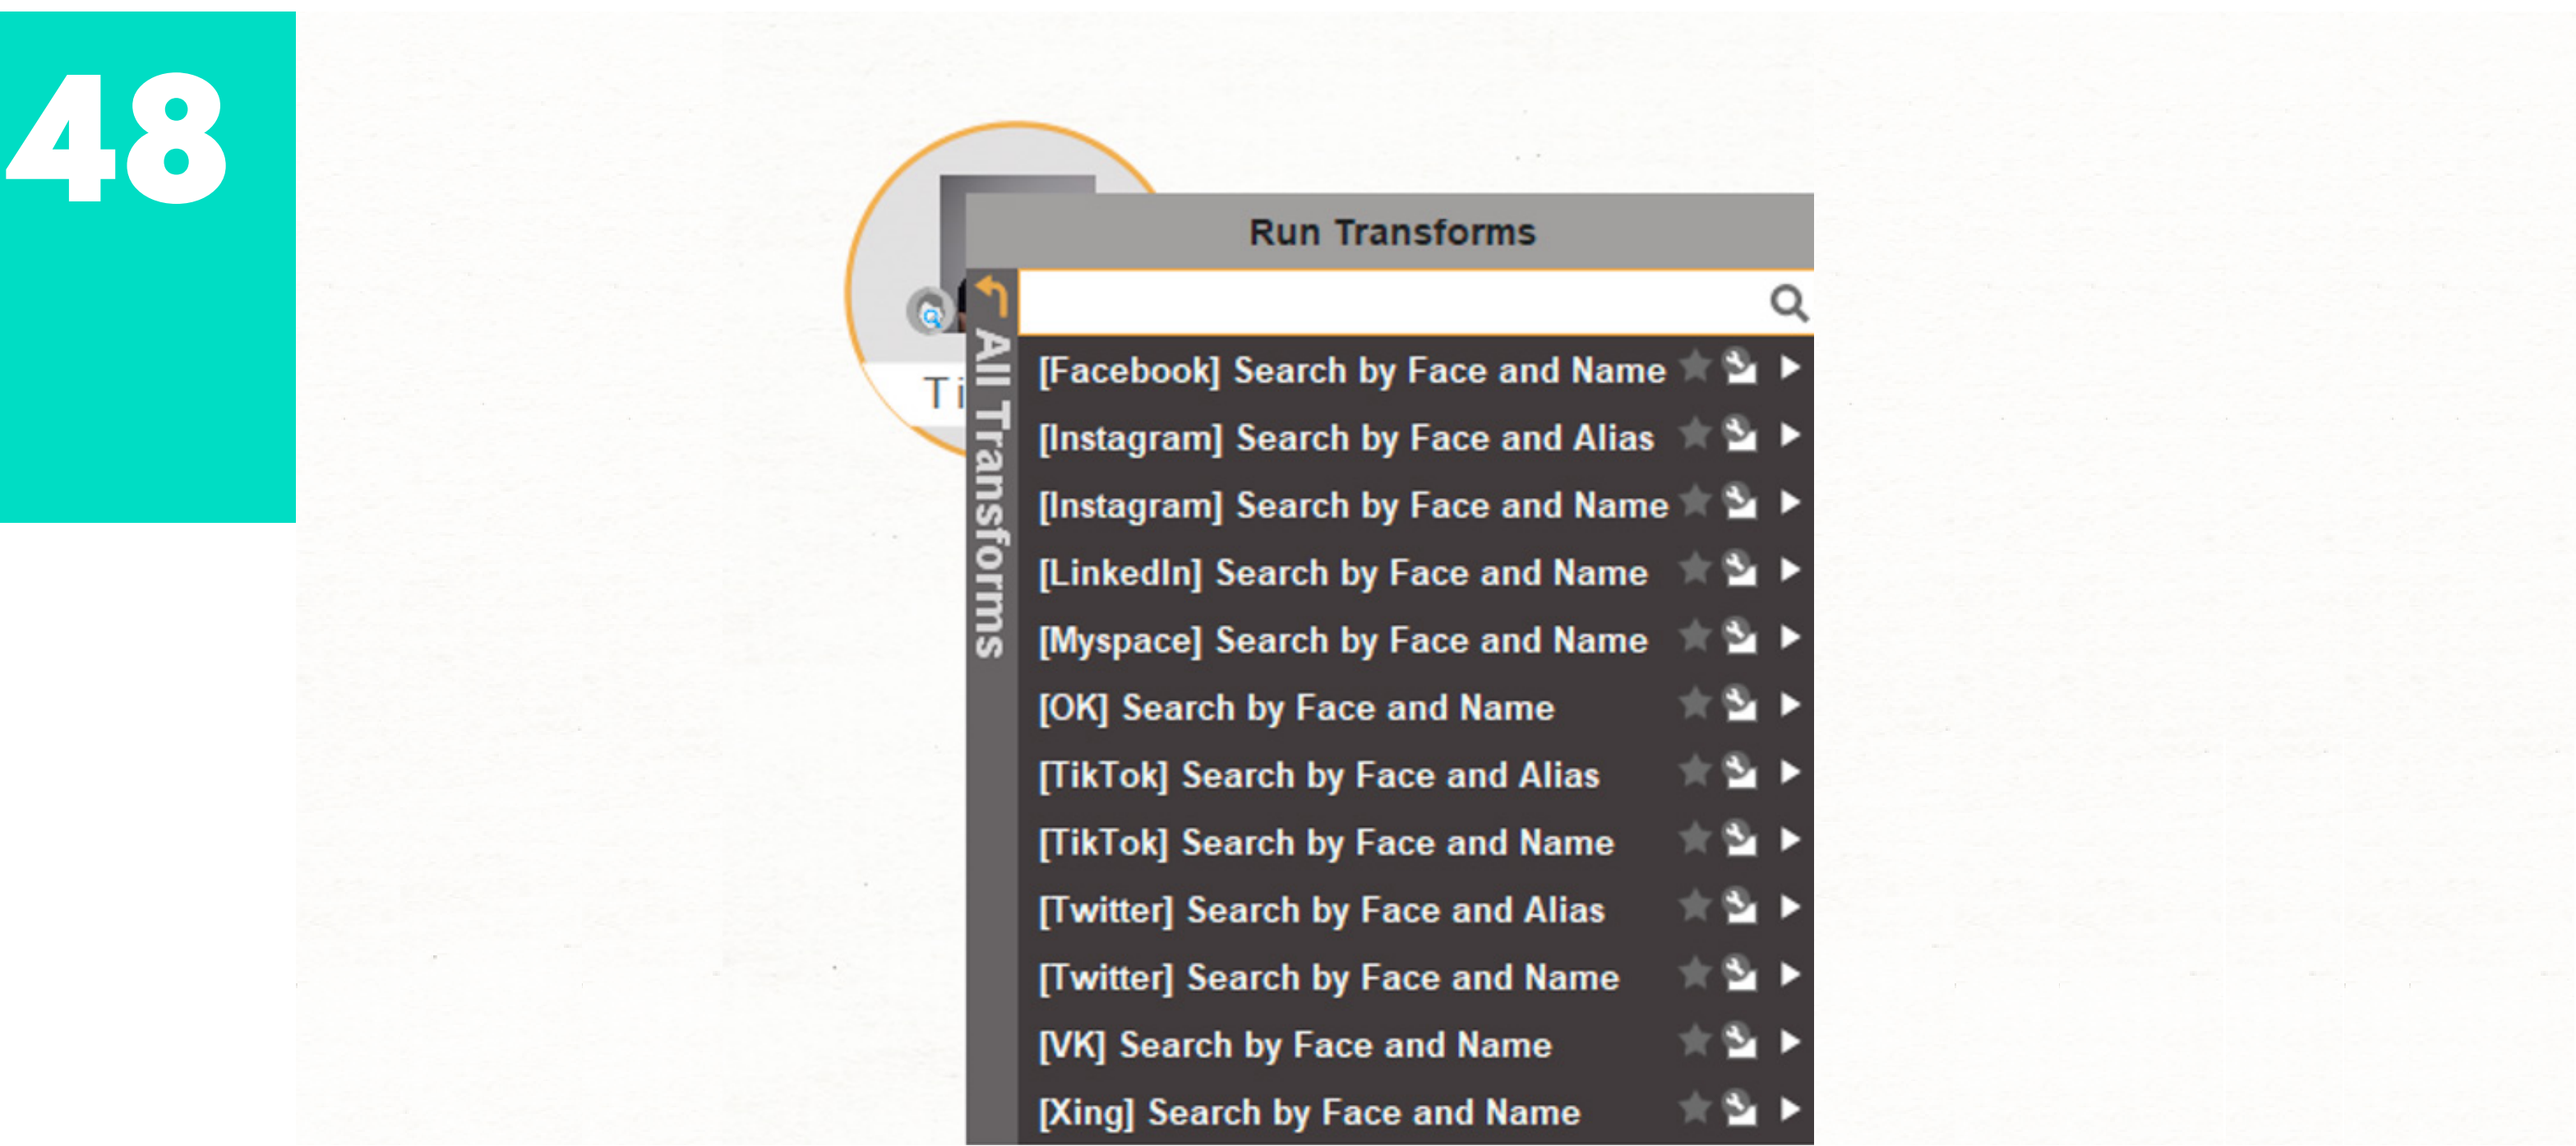 48
Run Transforms
All Transforms
Ti
[Facebook] Search by Face and Name
[Instagram] Search by Face and Alias
[Instagram] Search by Face and Name
[LinkedIn] Search by Face and Name
[Myspace] Search by Face and Name
[OK] Search by Face and Name
[TikTok] Search by Face and Alias
[TikTok] Search by Face and Name
[Twitter] Search by Face and Alias
[Twitter] Search by Face and Name
[VK] Search by Face and Name
[Xing] Search by Face and Name